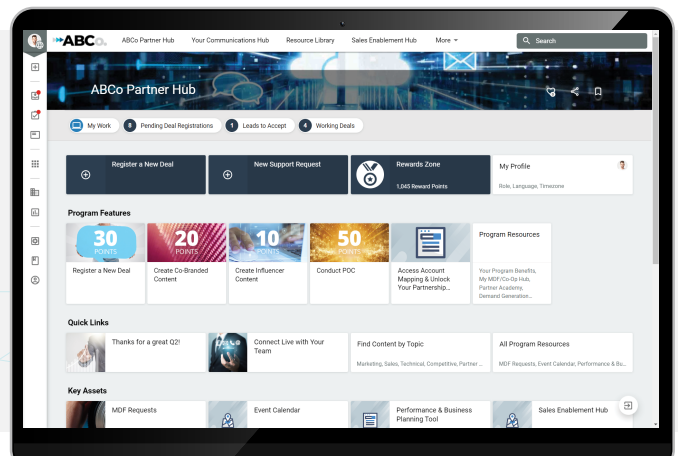 ABCo.
ABCo Partner Hub
Your Communications Hub
Resource Library
Sales Enablement Hub
More
Search
ABCo Partner Hub
My Work
8 Pending Deal Registrations
1 Leads to Accept
4 Working Deals
Register a New Deal
New Support Request
Rewards Zone
1,045 Reward Points
My Profile
Role, Language, Timezone
Program Features
30
POINTS
Register a New Deal
20
POINTS
Create Co-Branded
Content
10
POINTS
Create Influencer
Content
50
POINTS
Conduct POC
Access Account
Mapping & Unlock
Your Partnership...
Program Resources
Your Program Benefits,
My MDF/Co-Op Hub,
Partner Academy,
Demand Generation...
Quick Links
Thanks for a great Q2!
Connect Live with Your
Team
Find Content by Topic
Marketing, Sales, Technical, Competitive, Partner ...
All Program Resources
MDF Requests, Event Calendar, Performance & Bu...
Key Assets
MDF Requests
Event Calendar
Performance & Business
Planning Tool
Sales Enablement Hub